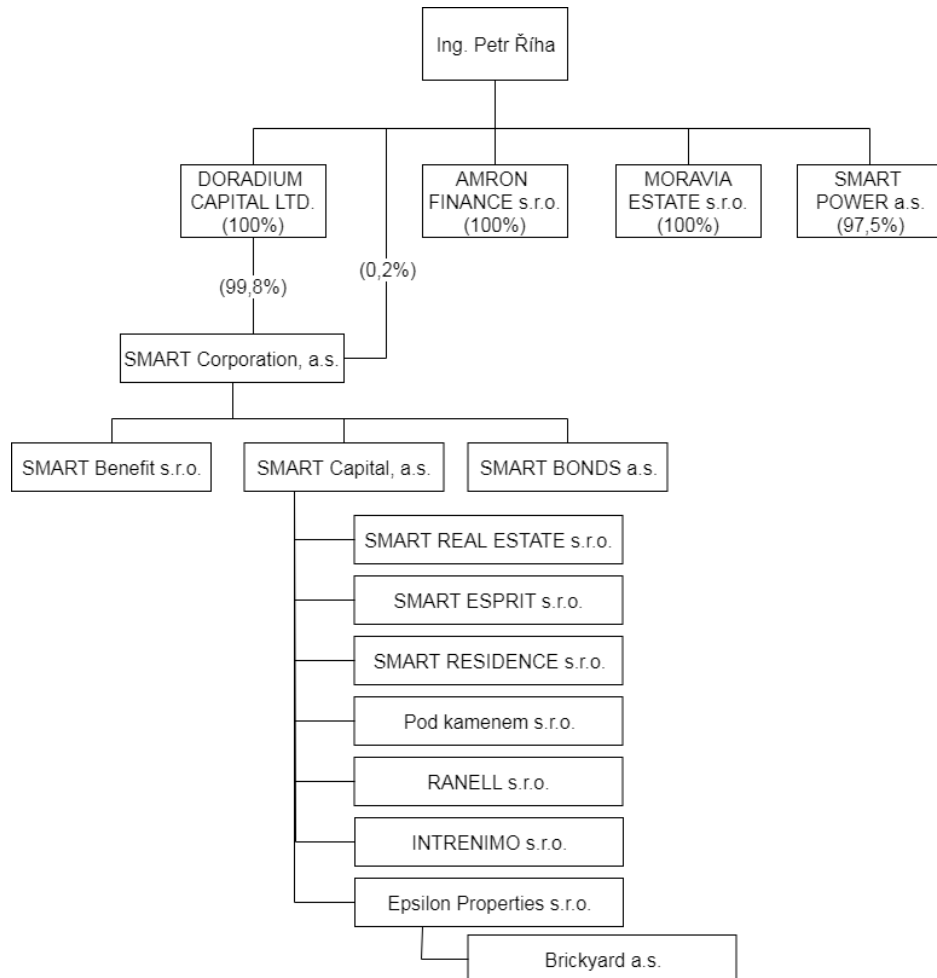 Ing. Petr Říha
DORADIUM
CAPITAL LTD.
(100%)
AMRON
FINANCE s.r.o.
(100%)
MORAVIA
ESTATE s.r.o.
(100%)
SMART
POWER a.s.
(97,5%)
(0,2%)
(99,8%)
SMART Corporation, a.s.
SMART Benefit s.r.o.
SMART Capital, a.s.
SMART BONDS a.s.
SMART REAL ESTATE s.r.o.
SMART ESPRIT s.r.o.
SMART RESIDENCE s.r.o.
Pod kamenem s.r.o.
RANELL s.r.o.
INTRENIMO s.r.o.
Epsilon Properties s.r.o.
Brickyard a.s.